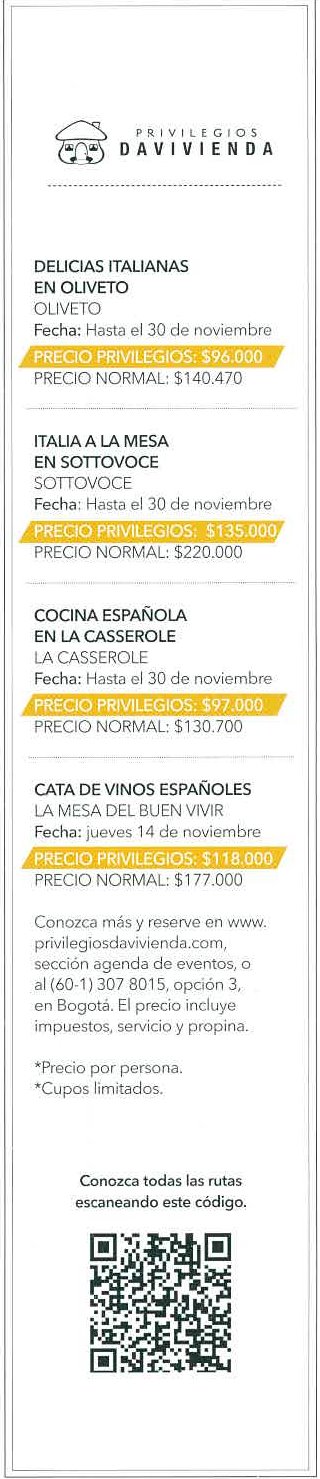 PRIVILEGIOS
DAVIVIENDA
DELICIAS ITALIANAS
EN OLIVETO
OLIVETO
Fecha: Hasta el 30 de noviembre
PRECIO PRIVILEGIOS: $96.000
PRECIO NORMAL: $140.470
ITALIA A LA MESA
EN SOTTOVOCE
SOTTOVOCE
Fecha: Hasta el 30 de noviembre
PRECIO PRIVILEGIOS: $135.000
PRECIO NORMAL: $220.000
COCINA ESPAÑOLA
EN LA CASSEROLE
LA CASSEROLE
Fecha: Hasta el 30 de noviembre
PRECIO PRIVILEGIOS: $97.000
PRECIO NORMAL: $130.700
CATA DE VINOS ESPAÑOLES
LA MESA DEL BUEN VIVIR
Fecha: jueves 14 de noviembre
PRECIO PRIVILEGIOS: $118.000
PRECIO NORMAL: $177.000
Conozca más y reserve en www.
privilegiosdavivienda.com,
sección agenda de eventos, o
al (60-1) 307 8015, opción 3,
en Bogotá. El precio incluye
impuestos, servicio y propina.
*Precio por persona.
*Cupos limitados.
Conozca todas las rutas
escaneando este código.